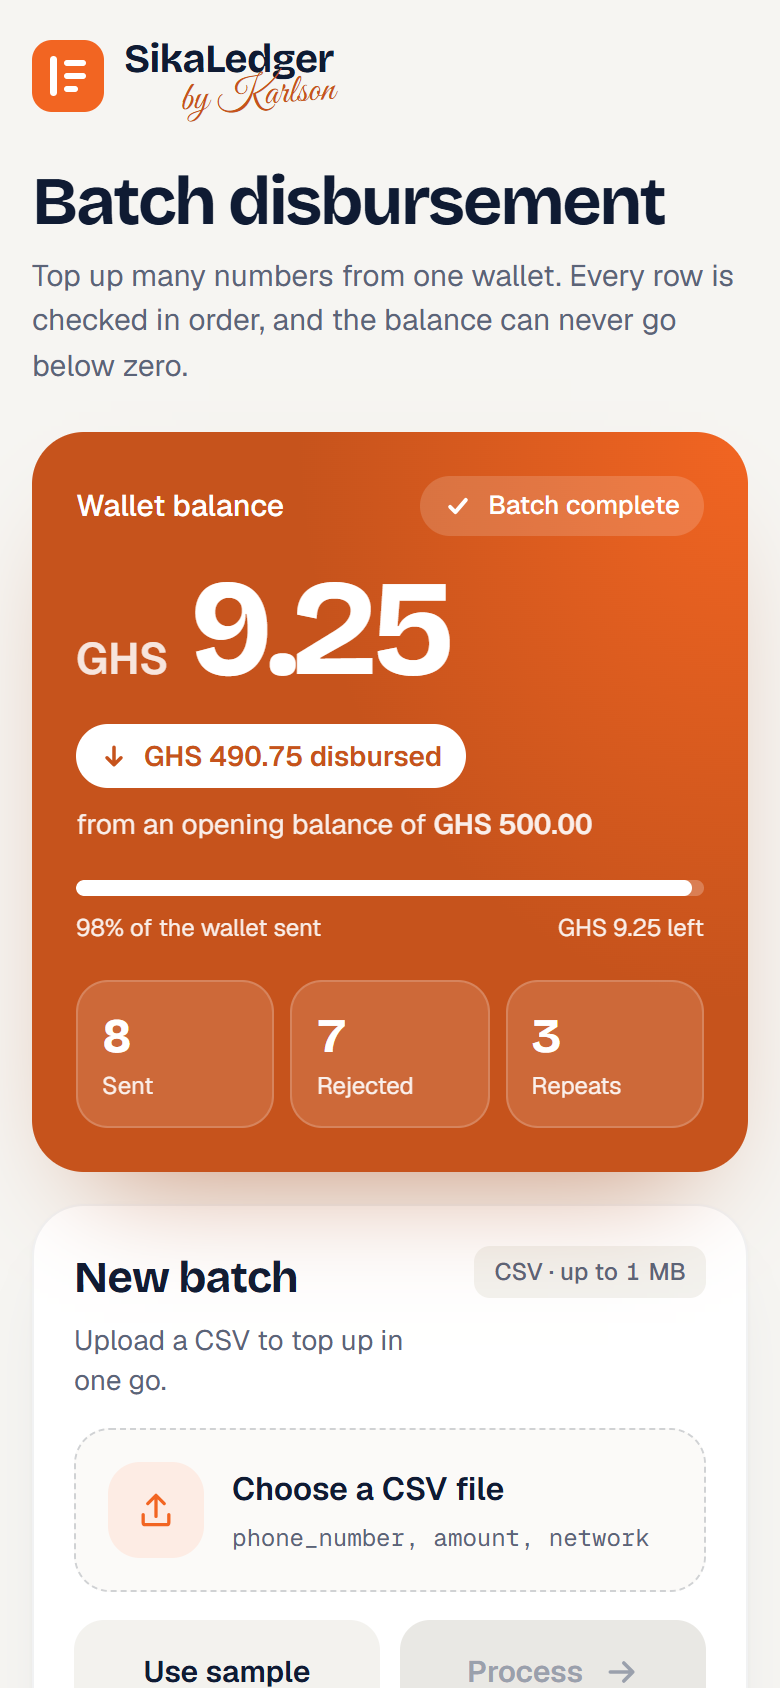 SikaLedger
by Karlson
Batch disbursement
Top up many numbers from one wallet. Every row is
checked in order, and the balance can never go
below zero.
Wallet balance
Batch complete
GHS 9.25
GHS 490.75 disbursed
from an opening balance of GHS 500.00
98% of the wallet sent
GHS 9.25 left
8
Sent
7
Rejected
3
Repeats
New batch
CSV · up to 1 MB
Upload a CSV to top up in
one go.
Choose a CSV file
phone_number, amount, network
Use sample
Process